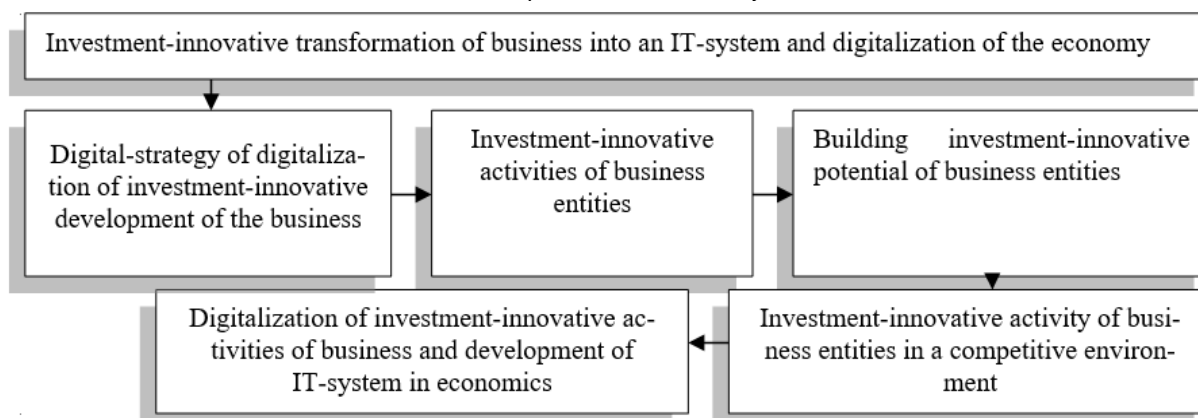 Investment-innovative transformation of business into an IT-system and digitalization of the economy
Digital-strategy of digitaliza-
tion of investment-innovative
development of the business
Investment-innovative
activities of business
entities
Building investment-innovative
potential of business entities
Investment-innovative activity of busi-
ness entities in a competitive environ-
ment
Digitalization of investment-innovative ac-
tivities of business and development of
IT-system in economics